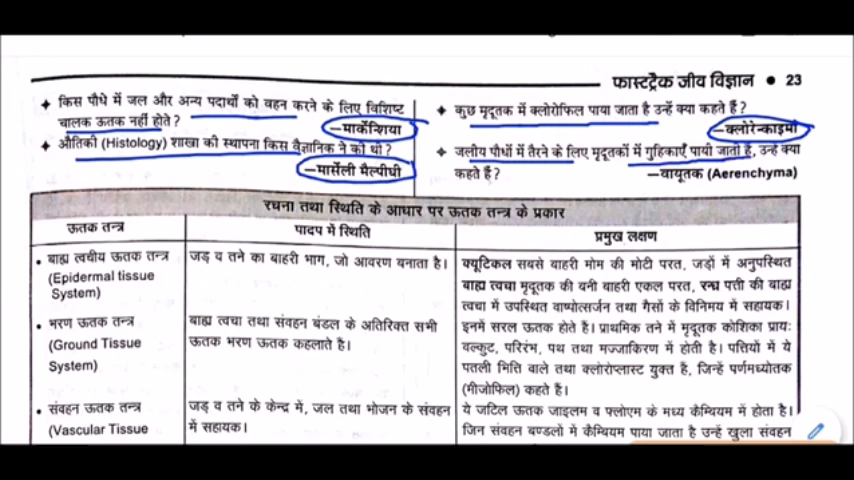 फास्टट्रैक जीव विज्ञान ● 23
✦ किस पौधे में जल और अन्य पदार्थों को वहन करने के लिए विशिष्ट
चालक ऊतक नहीं होते?
—मार्केन्शिया
✦ औतिकी (Histology) शाखा की स्थापना किस वैज्ञानिक ने की थी?
—मार्सेली मैल्पीघी
✦ कुछ मृदूतक में क्लोरोफिल पाया जाता है उन्हें क्या कहते हैं?
—क्लोरेन्काइमा
✦ जलीय पौधों में तैरने के लिए मृदूतकों में गुहिकाएँ पायी जाती हैं, उन्हें क्या
कहते हैं? —वायूतक (Aerenchyma)
रचना तथा स्थिति के आधार पर ऊतक तन्त्र के प्रकार
ऊतक तन्त्र पादप में स्थिति प्रमुख लक्षण
• बाह्य त्वचीय ऊतक तन्त्र
(Epidermal tissue
System)
जड़ व तने का बाहरी भाग, जो आवरण बनाता है।
क्यूटिकल सबसे बाहरी मोम की मोटी परत, जड़ों में अनुपस्थित
बाह्य त्वचा मृदूतक की बनी बाहरी एकल परत, रन्ध्र पत्ती की बाह्य
त्वचा में उपस्थित वाष्पोत्सर्जन तथा गैसों के विनिमय में सहायक।
• भरण ऊतक तन्त्र
(Ground Tissue
System)
बाह्य त्वचा तथा संवहन बंडल के अतिरिक्त सभी
ऊतक भरण ऊतक कहलाते है।
इनमें सरल ऊतक होते है। प्राथमिक तने में मृदूतक कोशिका प्रायः
वल्कुट, परिरंभ, पथ तथा मज्जाकिरण में होती है। पत्तियों में ये
पतली भिति वाले तथा क्लोरोप्लास्ट युक्त हैं, जिन्हें पर्णमध्योतक
(मीजोफिल) कहते हैं।
• संवहन ऊतक तन्त्र
(Vascular Tissue
जड़ व तने के केन्द्र में, जल तथा भोजन के संवहन
में सहायक।
ये जटिल ऊतक जाइलम व फ्लोएम के मध्य कैम्बियम में होता है।
जिन संवहन बण्डलों में कैम्बियम पाया जाता है उन्हें खुला संवहन